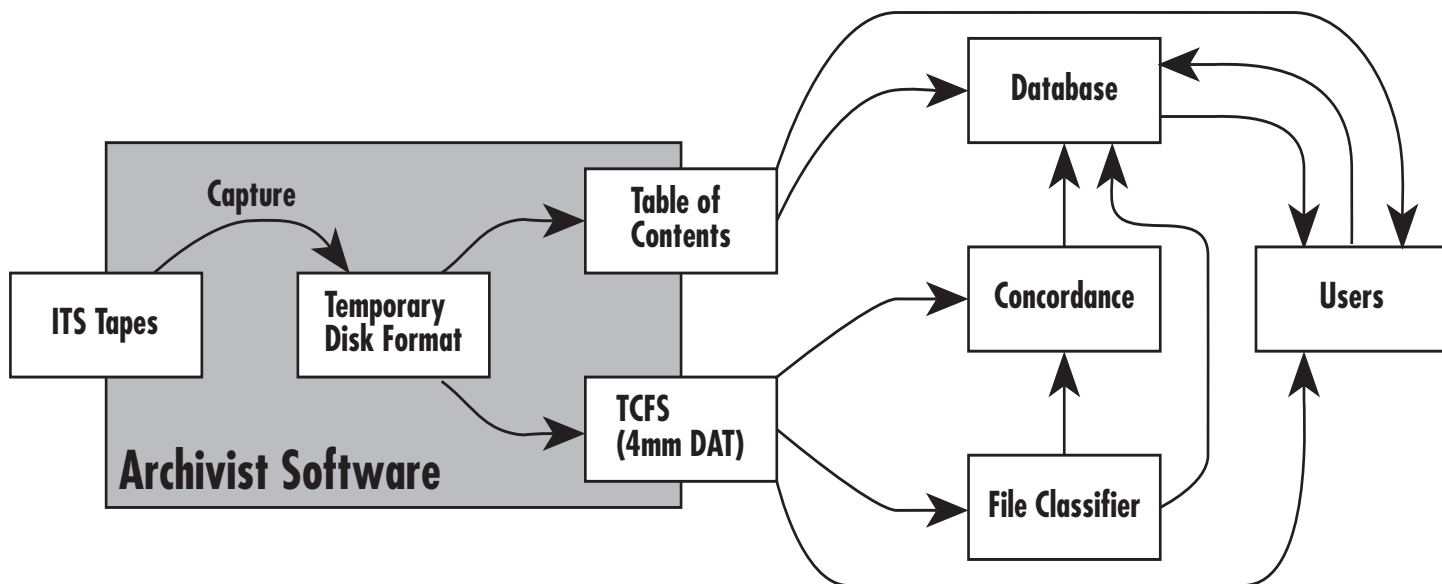 Database
Capture
Table of
Contents
ITS Tapes
Temporary
Disk Format
Concordance
Users
TCFS
(4mm DAT)
Archivist Software
File Classifier